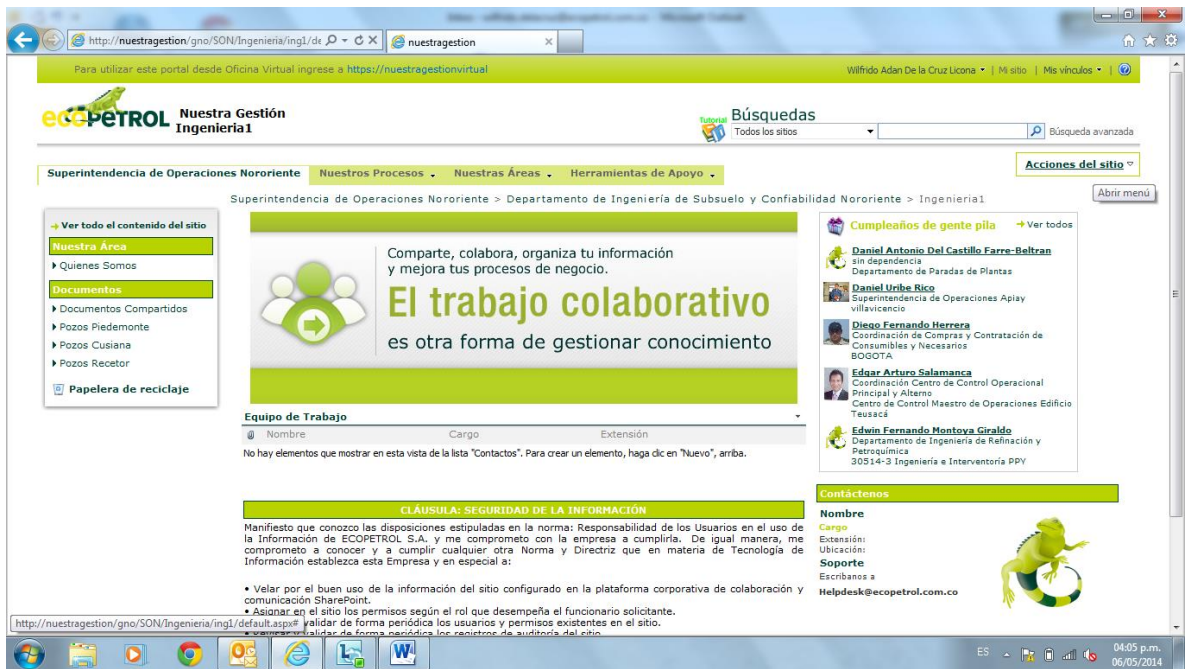 http://nuestragestion/gno/SON/Ingenieria/ing1/de
nuestragestion
Para utilizar este portal desde Oficina Virtual ingrese a https://nuestragestionvirtual
Wilfrido Adan De la Cruz Licona | Mi sitio | Mis vínculos
ecopetrol
Nuestra Gestión
Ingenieria1
Tutorial
Búsquedas
Todos los sitios
Búsqueda avanzada
Acciones del sitio
Abrir menú
Superintendencia de Operaciones Nororiente Nuestros Procesos Nuestras Áreas Herramientas de Apoyo
Superintendencia de Operaciones Nororiente > Departamento de Ingeniería de Subsuelo y Confiabilidad Nororiente > Ingenieria1
Ver todo el contenido del sitio
Nuestra Área
Quienes Somos
Documentos
Documentos Compartidos
Pozos Piedemonte
Pozos Cusiana
Pozos Recetor
Papelera de reciclaje
Comparte, colabora, organiza tu información
y mejora tus procesos de negocio.
El trabajo colaborativo
es otra forma de gestionar conocimiento
Equipo de Trabajo
Nombre Cargo Extensión
No hay elementos que mostrar en esta vista de la lista "Contactos". Para crear un elemento, haga clic en "Nuevo", arriba.
CLÁUSULA: SEGURIDAD DE LA INFORMACIÓN
Manifiesto que conozco las disposiciones estipuladas en la norma: Responsabilidad de los Usuarios en el uso de
la Información de ECOPETROL S.A. y me comprometo con la empresa a cumplirla. De igual manera, me
comprometo a conocer y a cumplir cualquier otra Norma y Directriz que en materia de Tecnología de
Información establezca esta Empresa y en especial a:
• Velar por el buen uso de la información del sitio configurado en la plataforma corporativa de colaboración y
comunicación SharePoint.
• Asignar en el sitio los permisos según el rol que desempeña el funcionario solicitante.
validar de forma periódica los usuarios y permisos existentes en el sitio.
• Revisar y validar de forma periódica los registros de auditoría del sitio.
Cumpleaños de gente pila
Ver todos
Daniel Antonio Del Castillo Farre-Beltran
sin dependencia
Departamento de Paradas de Plantas
Daniel Uribe Rico
Superintendencia de Operaciones Apiay
villavicencio
Diego Fernando Herrera
Coordinación de Compras y Contratación de
Consumibles y Necesarios
BOGOTA
Edgar Arturo Salamanca
Coordinación Centro de Control Operacional
Principal y Alterno
Centro de Control Maestro de Operaciones Edificio
Teusacá
Edwin Fernando Montoya Giraldo
Departamento de Ingeniería de Refinación y
Petroquímica
30514-3 Ingeniería e Interventoría PPY
Contáctenos
Nombre
Cargo
Extensión:
Ubicación:
Soporte
Escribanos a
Helpdesk@ecopetrol.com.co
http://nuestragestion/gno/SON/Ingenieria/ing1/default.aspx#
ES
04:05 p.m.
06/05/2014